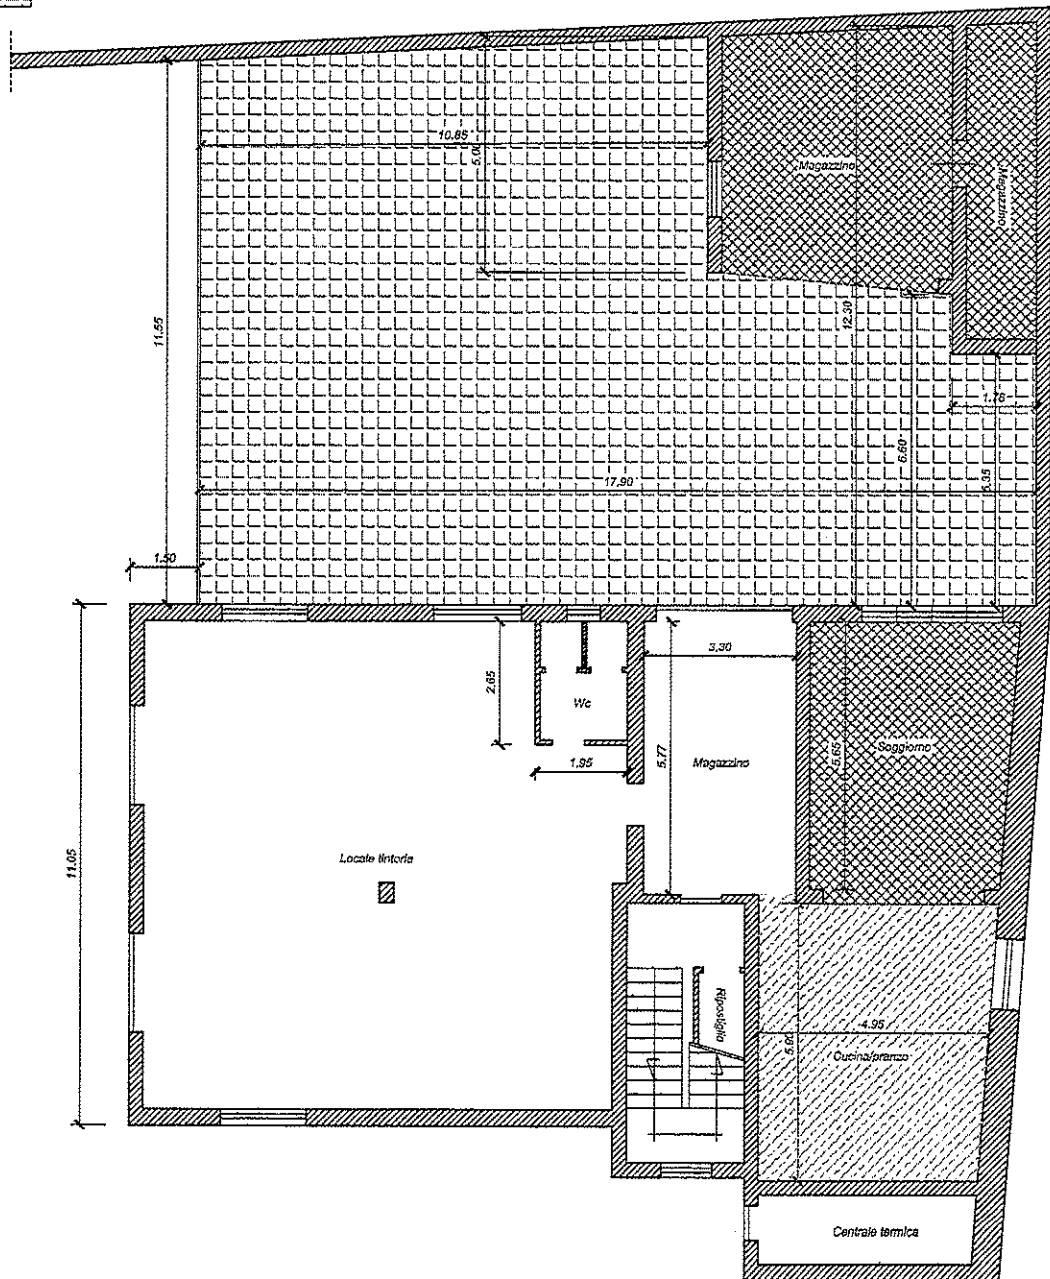 10,85
5,00
Magazzino
Magazzino
11,55
12,30
1,76
6,60
5,35
17,90
1,50
3,30
2,65
Wc
1,95
5,77
Magazzino
5,65
Soggiorno
11,05
Locale tintoria
Ripostiglio
4,95
5,90
Cucina/pranzo
Centrale termica